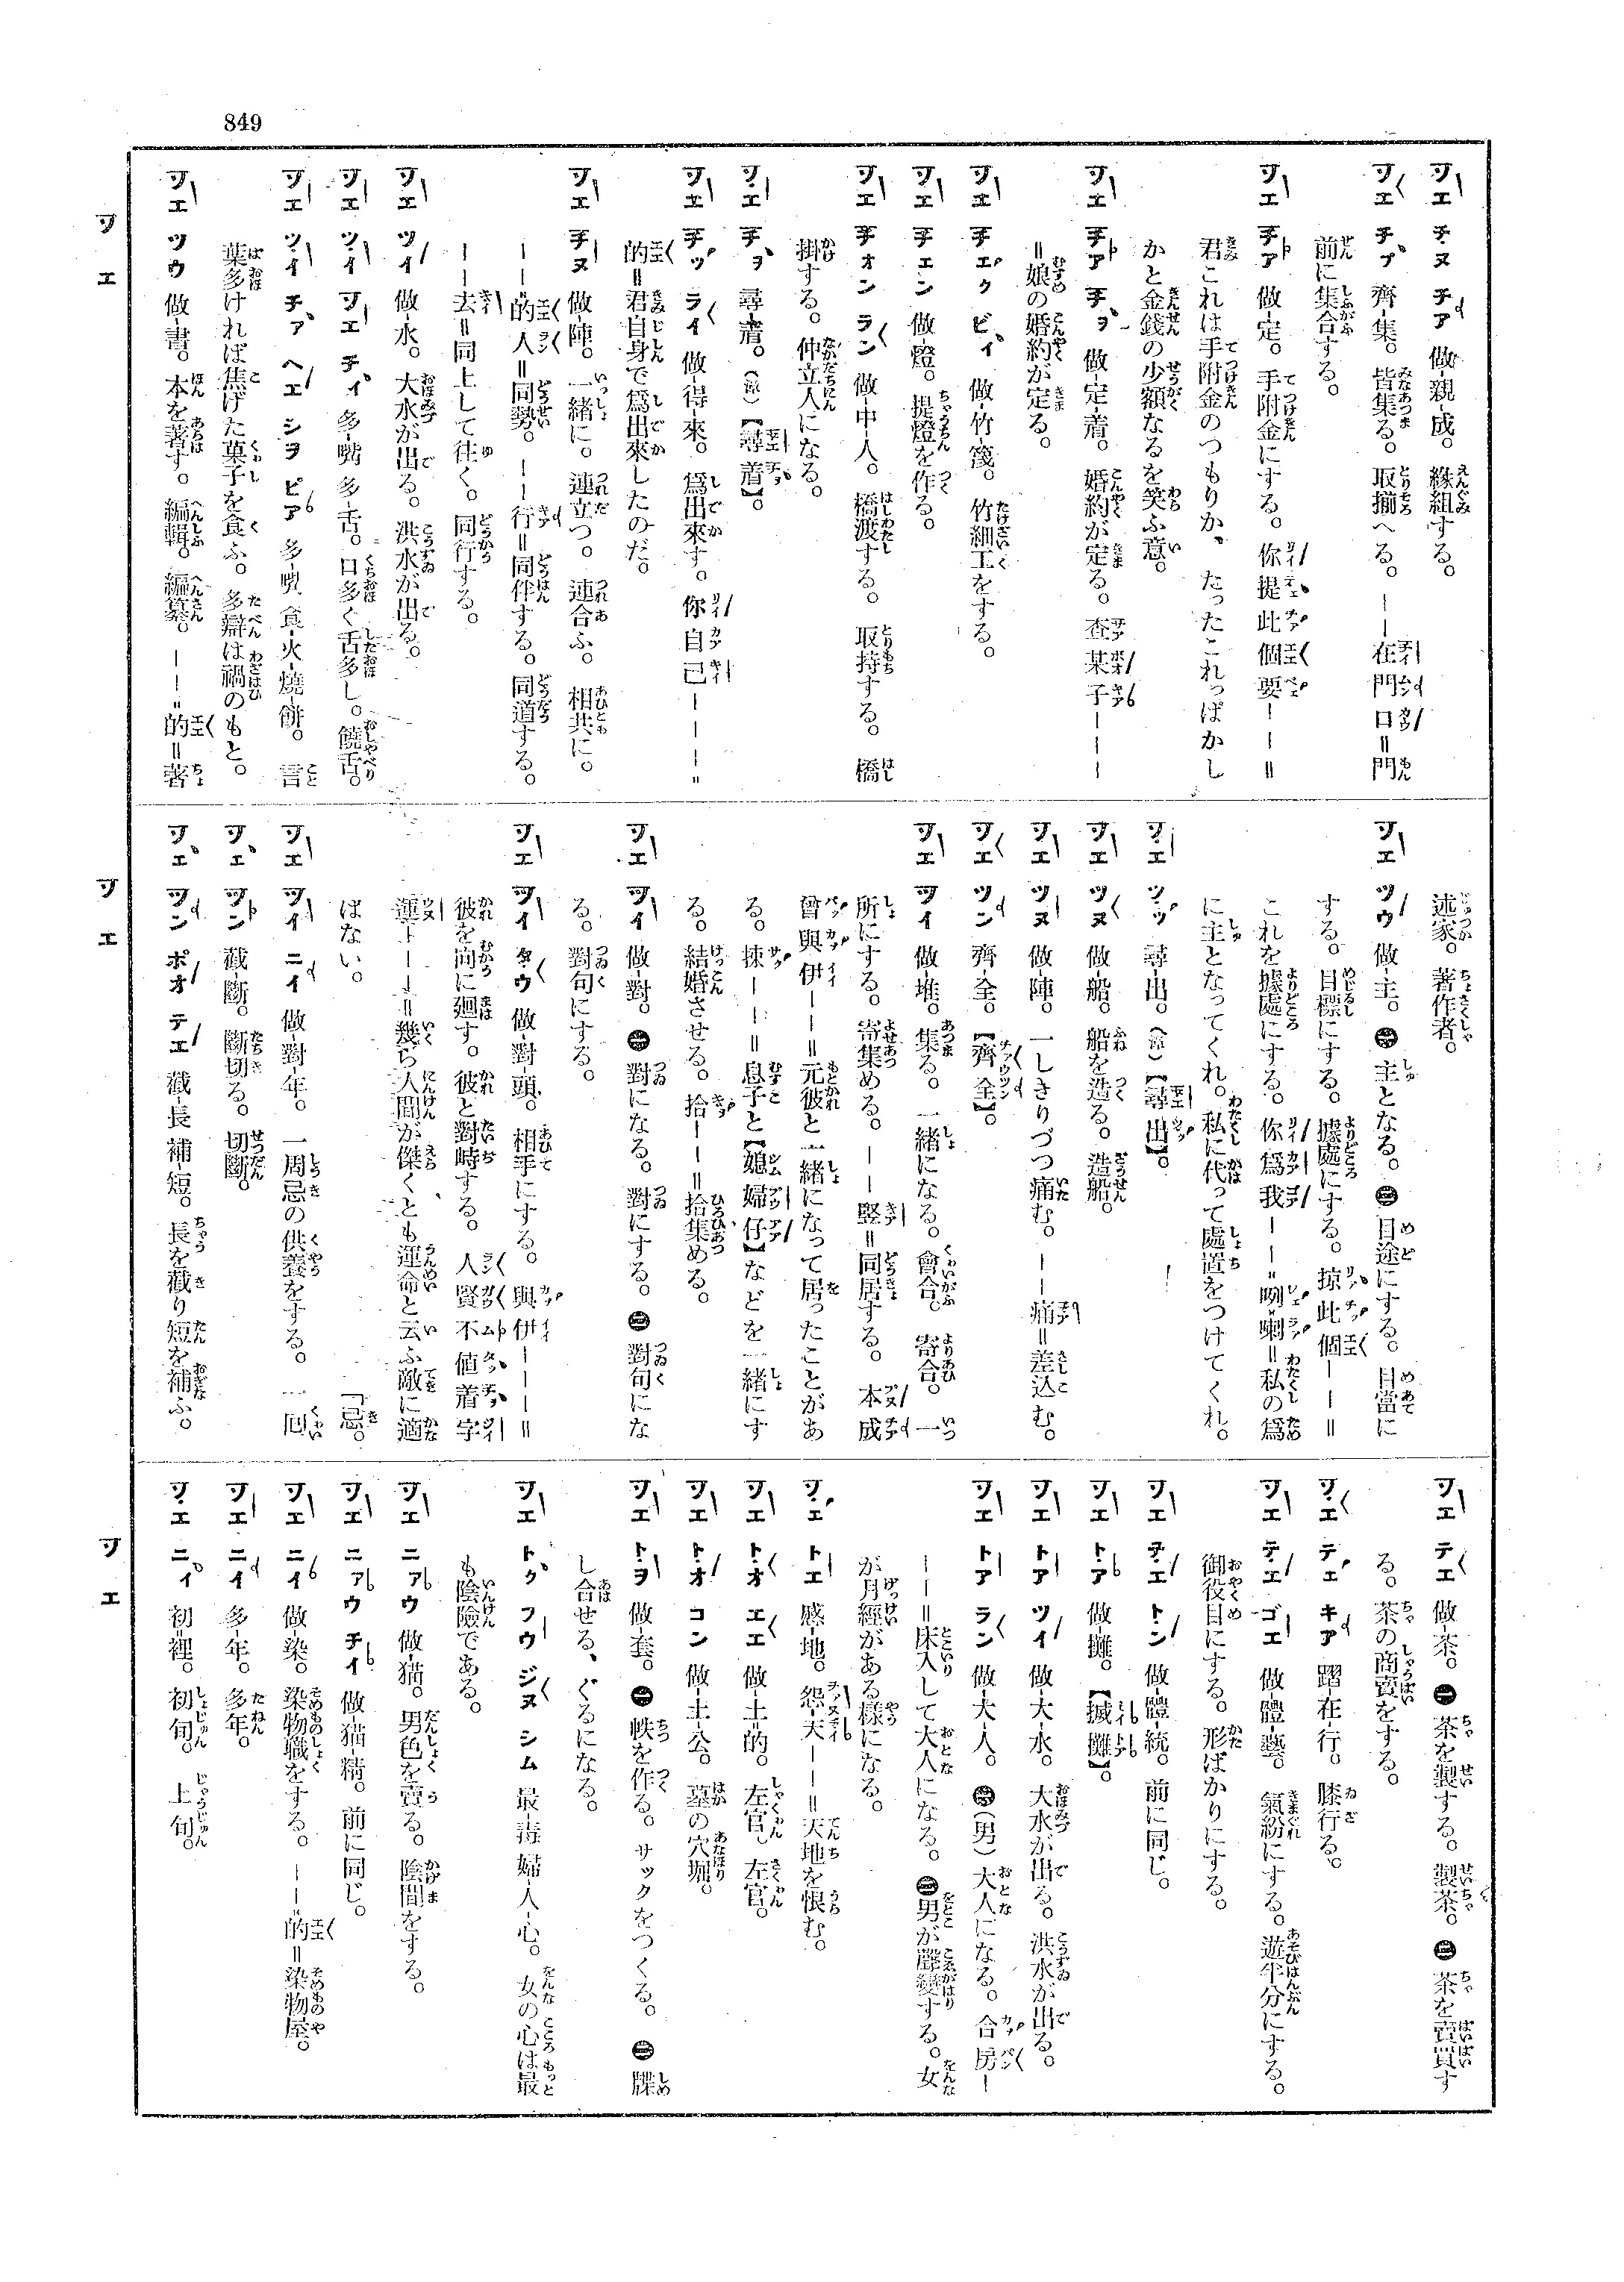 849
ツエ チヌ チア 做-親-成。緣組する。
ツエ チプ 齊-集。皆集る。取揃へる。——在門口=門
前に集合する。
ツエ チア 做-定。手附金にする。你提此個要——=
君これは手附金のつもりか、たったこれっぱかし
かと金錢の少額なるを笑ふ意。
ツエ チア チヲ 做-定-着。婚約が定る。查某子———
=娘の婚約が定る。
ツエ チエク ビイ 做-竹-篾。竹細工をする。
ツエ チエン 做-燈。提燈を作る。
ツエ チオン ラン 做-中-人。橋渡する。取持する。橋
掛する。仲立人になる。
ツエ チヲ 尋-着。(漳)【尋着】。
ツエ チッ ライ 做-得-來。爲出來す。你自己———=
的=君自身で爲出來したのだ。
ツエ チヌ 做-陣。一緒に。連立つ。連合ふ。相共に。
——的人=同勢。——行=同伴する。同道する。
——去=同上して往く。同行する。
ツエ ツイ 做-水。大水が出る。洪水が出る。
ツエ ツイ ツエ チイ 多-嘴 多-舌。口多く舌多し。饒舌。
ツエ ツイ チア ヘエ シヲ ピア 多-嘴 食-火-燒-餠。言
葉多ければ焦げた菓子を食ふ。多辯は禍のもと。
ツエ ツウ 做-書。本を著す。編輯。編纂。——的=著
述家。著作者。
ツエ ツウ 做-主。㊀主となる。㊁目途にする。目當に
する。目標にする。據處にする。掠此個——=
これを據處にする。你爲我——咧喇=私の爲
に主となってくれ。私に代って處置をつけてくれ。
ツエ ツッ 尋-出。(漳)【尋出】。
ツエ ツヌ 做-船。船を造る。造船。
ツエ ツヌ 做-陣。一しきりづつ痛む。——痛=差込む。
ツエ ツン 齊-全。【齊全】。
ツエ ツイ 做-堆。集る。一緖になる。會合。寄合。一
所にする。寄集める。——竪=同居する。本成
曾與伊——=元彼と一緖になって居ったことがあ
る。揀——=息子と【媳婦仔】などを一緖にす
る。結婚させる。拾——=拾集める。
ツエ ツイ 做-對。㊀對になる。對にする。㊁對句にな
る。對句にする。
ツエ ツイ タウ 做-對-頭。相手にする。與伊———=
彼を向に廻す。彼と對峙する。人賢不値着字
運———=幾ら人間が傑くとも運命と云ふ敵に適
はない。
ツエ ツイ ニイ 做-對-年。一周忌の供養をする。一周
「忌。
ツエ ツン 截-斷。斷切る。切斷。
ツエ ツン ポオ テエ 截-長 補-短。長を截り短を補ふ。
ツエ テエ 做-茶。㊀茶を製する。製茶。㊁茶を賣買す
る。茶の商賣をする。
ツエ テエ キア 躍在行。膝行る。
ツエ テエ ゴエ 做-體-藝。氣紛にする。遊半分にする。
御役目にする。形ばかりにする。
ツエ テエ トン 做-體-統。前に同じ。
ツエ トア 做-攤。【搣攤】。
ツエ トア ツイ 做-大-水。大水が出る。洪水が出る。
ツエ トア ラン 做-大-人。㊀(男)大人になる。合房—
——=床入して大人になる。㊁男が聲變する。女
が月經がある樣になる。
ツエ トエ 慼-地。怨-天——=天地を恨む。
ツエ トオ エエ 做-土-的。左官。左官。
ツエ トオ コン 做-土-公。墓の穴堀。
ツエ トヲ 做-套。㊀帙を作る。サックをつくる。㊁牒
し合せる、ぐるになる。
ツエ トク フウ ジヌ シム 最-毒 婦-人-心。女の心は最
も陰險である。
ツエ ニアウ 做-猫。男色を賣る。陰間をする。
ツエ ニアウ チイ 做-猫-精。前に同じ。
ツエ ニイ 做-染。染物職をする。——的=染物屋。
ツエ ニイ 多-年。多年。
ツエ ニイ 初-裡。初旬。上旬。
ツエ
ツエ
ツエ